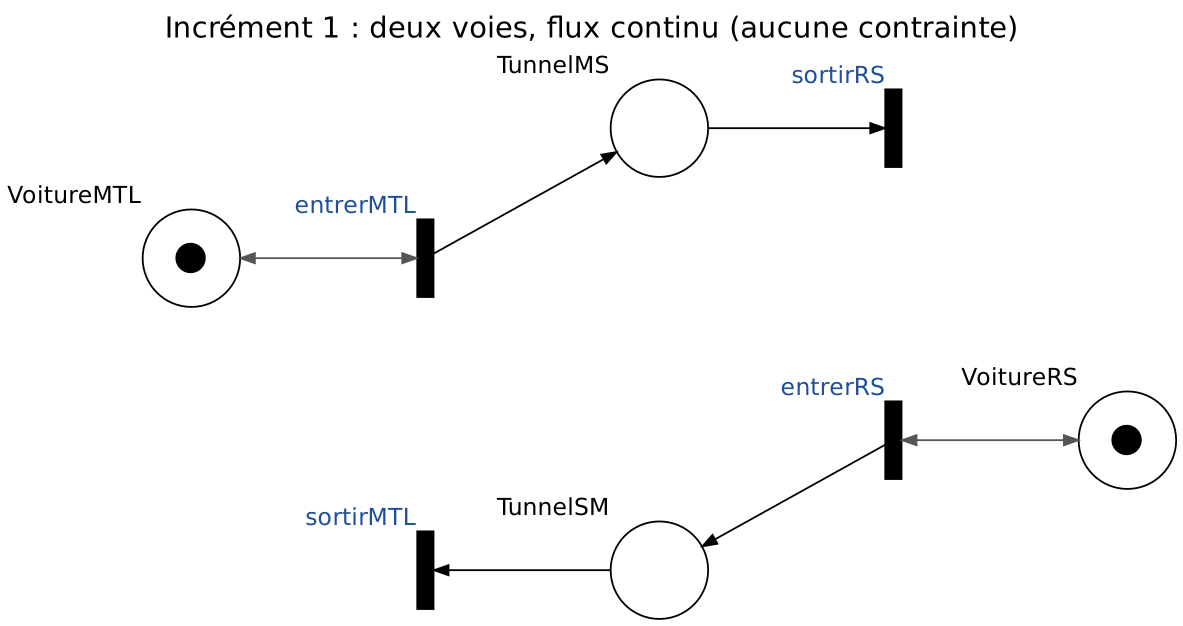 Incrément 1 : deux voies, flux continu (aucune contrainte)
TunnelMS
sortirRS
VoitureMTL
entrerMTL
VoitureRS
entrerRS
TunnelSM
sortirMTL